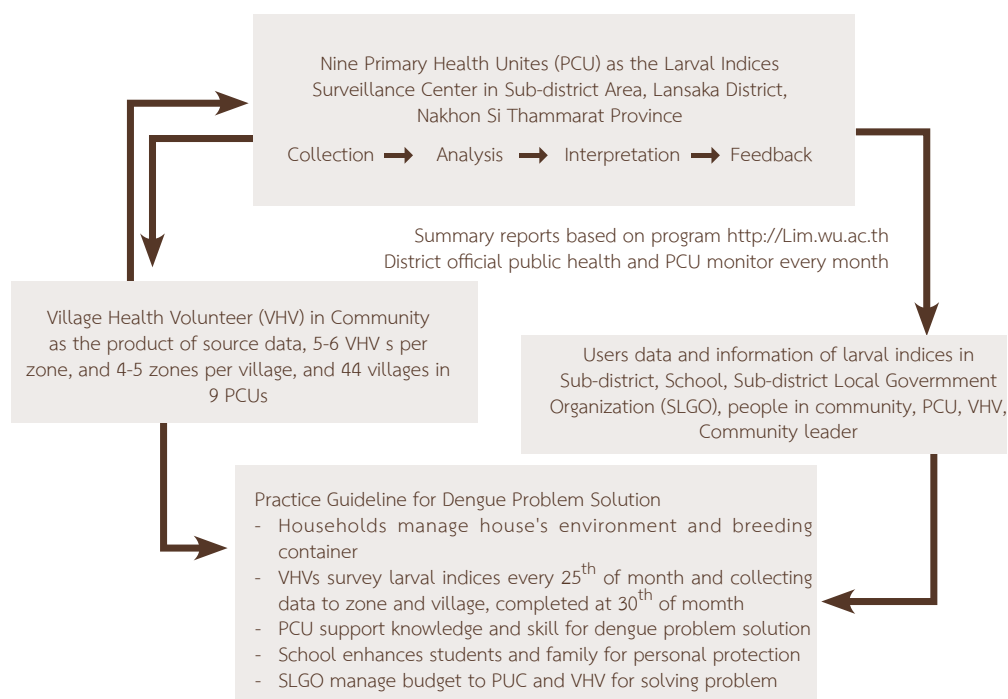 Nine Primary Health Unites (PCU) as the Larval Indices
Surveillance Center in Sub-district Area, Lansaka District,
Nakhon Si Thammarat Province
Collection → Analysis → Interpretation → Feedback
Summary reports based on program http://Lim.wu.ac.th
District official public health and PCU monitor every month
Village Health Volunteer (VHV) in Community
as the product of source data, 5-6 VHV s per
zone, and 4-5 zones per village, and 44 villages in
9 PCUs
Users data and information of larval indices in
Sub-district, School, Sub-district Local Govermment
Organization (SLGO), people in community, PCU, VHV,
Community leader
Practice Guideline for Dengue Problem Solution
- Households manage house's environment and breeding
container
- VHVs survey larval indices every 25th of month and collecting
data to zone and village, completed at 30th of momth
- PCU support knowledge and skill for dengue problem solution
- School enhances students and family for personal protection
- SLGO manage budget to PUC and VHV for solving problem